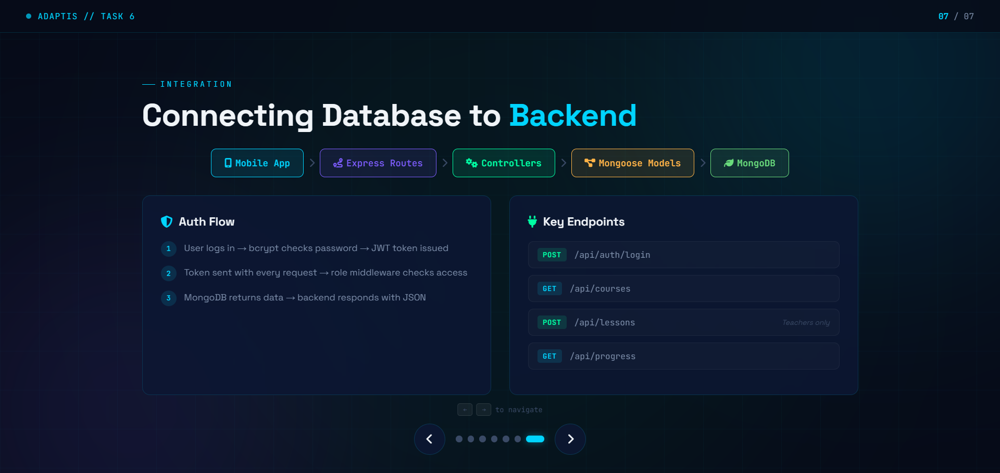 ADAPTIS // TASK 6
07 / 07
INTEGRATION
Connecting Database to Backend
Mobile App
Express Routes
Controllers
Mongoose Models
MongoDB
Auth Flow
1 User logs in → bcrypt checks password → JWT token issued
2 Token sent with every request → role middleware checks access
3 MongoDB returns data → backend responds with JSON
Key Endpoints
POST /api/auth/login
GET /api/courses
POST /api/lessons Teachers only
GET /api/progress
← → to navigate